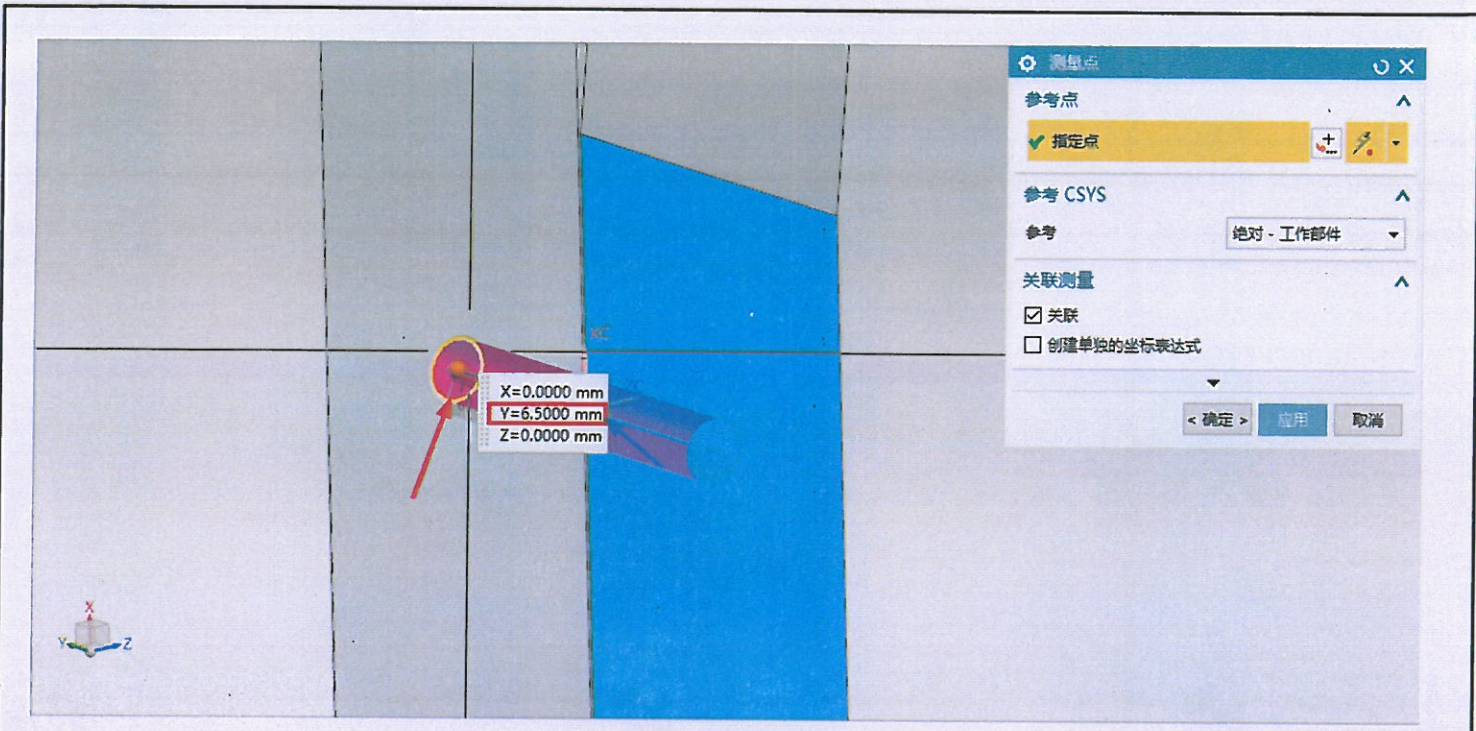 测量点
参考点
指定点
参考 CSYS
参考
绝对 - 工作部件
关联测量
关联
创建单独的坐标表达式
< 确定 >
应用
取消
XC
X=0.0000 mm
Y=6.5000 mm
Z=0.0000 mm
X
Y
Z